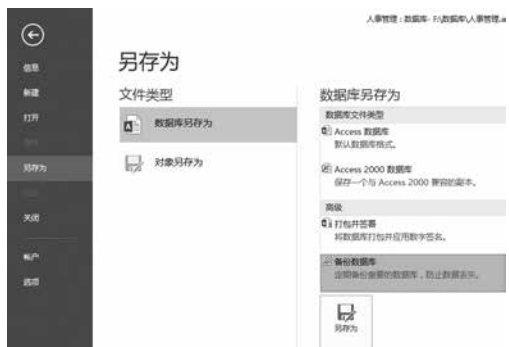 人事管理：数据库- F:\数据库\人事管理.ac
信息
新建
打开
另存为
关闭
帐户
选项
另存为
文件类型
数据库另存为
对象另存为
数据库另存为
数据库文件类型
Access 数据库
默认数据库格式。
Access 2000 数据库
保存一个与 Access 2000 兼容的副本。
高级
打包并签署
将数据库打包并应用数字签名。
备份数据库
定期备份重要的数据库，防止数据丢失。
另存为